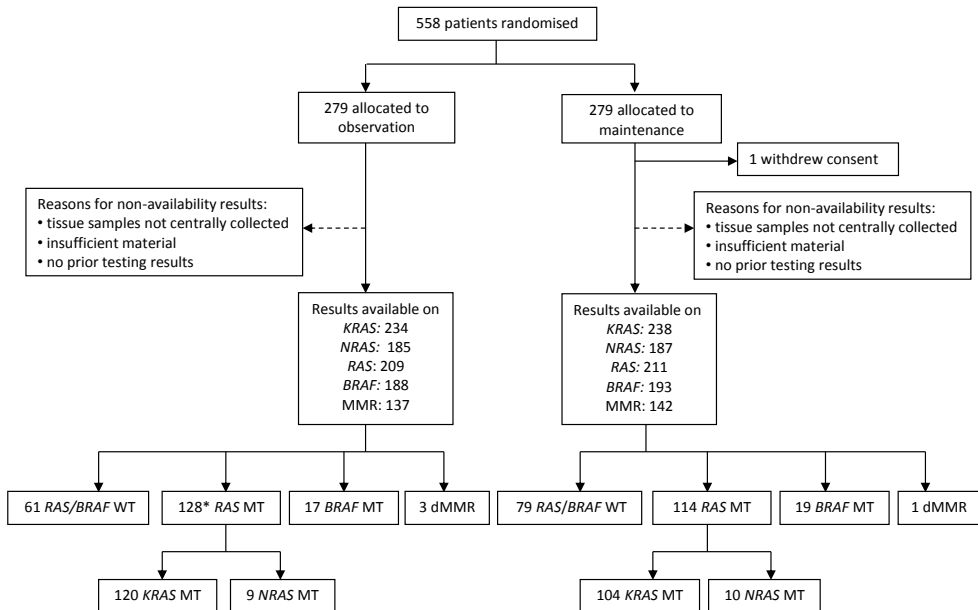 558 patients randomised
279 allocated to
observation
279 allocated to
maintenance
1 withdrew consent
Reasons for non-availability results:
• tissue samples not centrally collected
• insufficient material
• no prior testing results
Reasons for non-availability results:
• tissue samples not centrally collected
• insufficient material
• no prior testing results
Results available on
KRAS: 234
NRAS: 185
RAS: 209
BRAF: 188
MMR: 137
Results available on
KRAS: 238
NRAS: 187
RAS: 211
BRAF: 193
MMR: 142
61 RAS/BRAF WT
128* RAS MT
17 BRAF MT
3 dMMR
79 RAS/BRAF WT
114 RAS MT
19 BRAF MT
1 dMMR
120 KRAS MT
9 NRAS MT
104 KRAS MT
10 NRAS MT